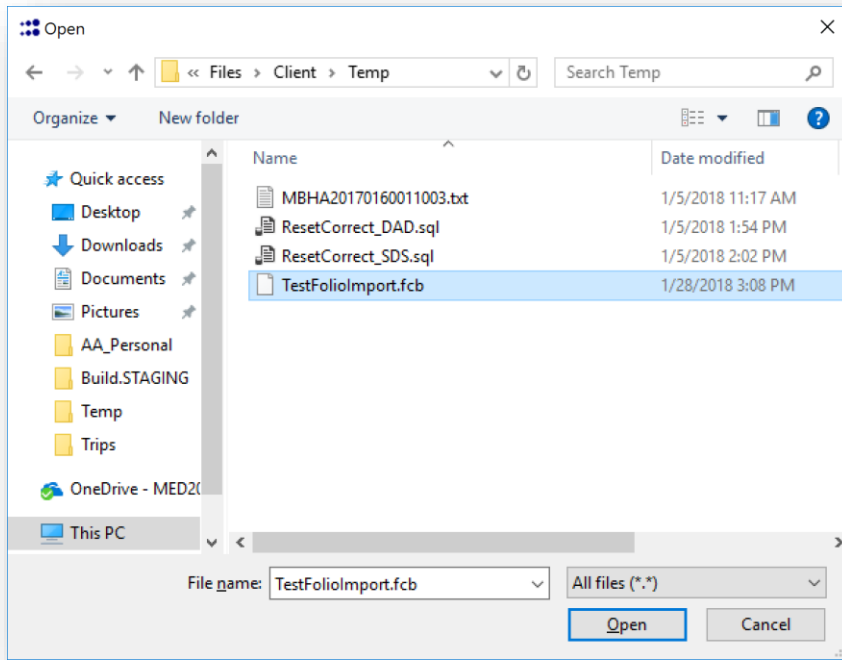 Open
« Files > Client > Temp
Search Temp
Organize
New folder
Name
Date modified
Quick access
Desktop
Downloads
Documents
Pictures
AA_Personal
Build.STAGING
Temp
Trips
OneDrive - MED20
This PC
MBHA20170160011003.txt 1/5/2018 11:17 AM
ResetCorrect_DAD.sql 1/5/2018 1:54 PM
ResetCorrect_SDS.sql 1/5/2018 2:02 PM
TestFolioImport.fcb 1/28/2018 3:08 PM
File name: TestFolioImport.fcb
All files (*.*)
Open
Cancel